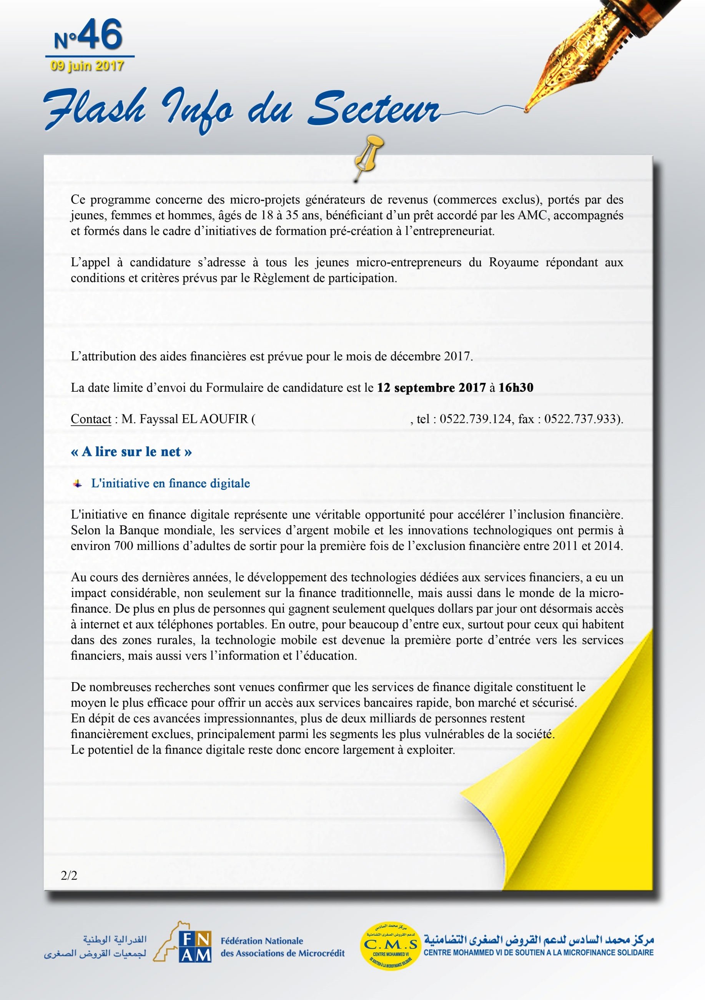 N°46
09 juin 2017
Flash Info du Secteur
Ce programme concerne des micro-projets générateurs de revenus (commerces exclus), portés par des
jeunes, femmes et hommes, âgés de 18 à 35 ans, bénéficiant d’un prêt accordé par les AMC, accompagnés
et formés dans le cadre d’initiatives de formation pré-création à l’entrepreneuriat.
L’appel à candidature s’adresse à tous les jeunes micro-entrepreneurs du Royaume répondant aux
conditions et critères prévus par le Règlement de participation.
L’attribution des aides financières est prévue pour le mois de décembre 2017.
La date limite d’envoi du Formulaire de candidature est le 12 septembre 2017 à 16h30
Contact : M. Fayssal EL AOUFIR ( , tel : 0522.739.124, fax : 0522.737.933).
« A lire sur le net »
L'initiative en finance digitale
L'initiative en finance digitale représente une véritable opportunité pour accélérer l’inclusion financière.
Selon la Banque mondiale, les services d’argent mobile et les innovations technologiques ont permis à
environ 700 millions d’adultes de sortir pour la première fois de l’exclusion financière entre 2011 et 2014.
Au cours des dernières années, le développement des technologies dédiées aux services financiers, a eu un
impact considérable, non seulement sur la finance traditionnelle, mais aussi dans le monde de la micro-
finance. De plus en plus de personnes qui gagnent seulement quelques dollars par jour ont désormais accès
à internet et aux téléphones portables. En outre, pour beaucoup d’entre eux, surtout pour ceux qui habitent
dans des zones rurales, la technologie mobile est devenue la première porte d’entrée vers les services
financiers, mais aussi vers l’information et l’éducation.
De nombreuses recherches sont venues confirmer que les services de finance digitale constituent le
moyen le plus efficace pour offrir un accès aux services bancaires rapide, bon marché et sécurisé.
En dépit de ces avancées impressionnantes, plus de deux milliards de personnes restent
financièrement exclues, principalement parmi les segments les plus vulnérables de la société.
Le potentiel de la finance digitale reste donc encore largement à exploiter.
2/2
الفدرالية الوطنية
لجمعيات القروض الصغرى
FN
AM
Fédération Nationale
des Associations de Microcrédit
مركز محمد السادس
لدعم القروض الصغرى التضامنية
C.M.S
CENTRE MOHAMMED VI
DE SOUTIEN À LA MICROFINANCE SOLIDAIRE
مركز محمد السادس لدعم القروض الصغرى التضامنية
CENTRE MOHAMMED VI DE SOUTIEN A LA MICROFINANCE SOLIDAIRE